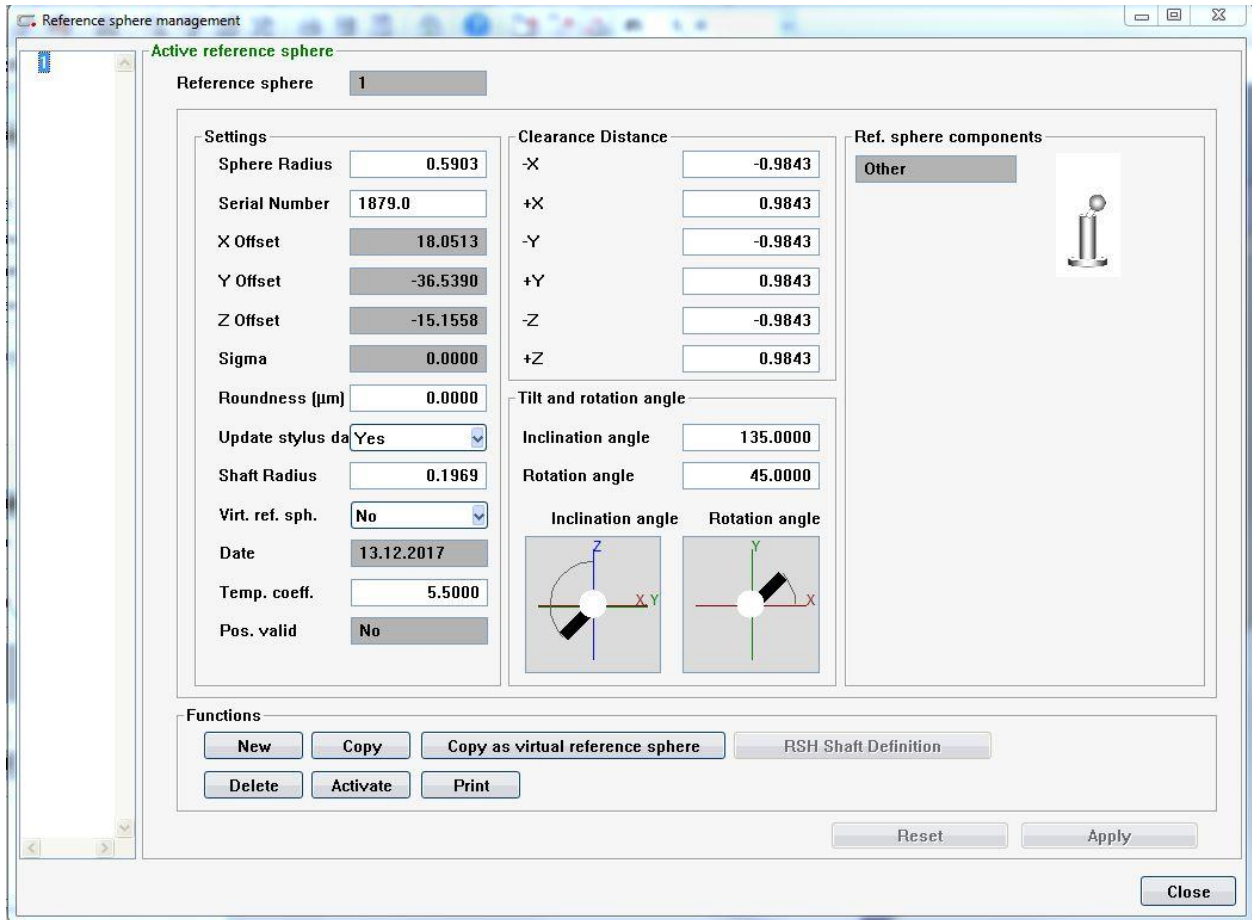 Reference sphere management
1
Active reference sphere
Reference sphere 1
Settings
Sphere Radius 0.5903
Serial Number 1879.0
X Offset 18.0513
Y Offset -36.5390
Z Offset -15.1558
Sigma 0.0000
Roundness (µm) 0.0000
Update stylus da Yes
Shaft Radius 0.1969
Virt. ref. sph. No
Date 13.12.2017
Temp. coeff. 5.5000
Pos. valid No
Clearance Distance
-X -0.9843
+X 0.9843
-Y -0.9843
+Y 0.9843
-Z -0.9843
+Z 0.9843
Tilt and rotation angle
Inclination angle 135.0000
Rotation angle 45.0000
Inclination angle Rotation angle
Z Y
X Y X
Ref. sphere components
Other
Functions
New Copy Copy as virtual reference sphere RSH Shaft Definition
Delete Activate Print
Reset Apply
Close